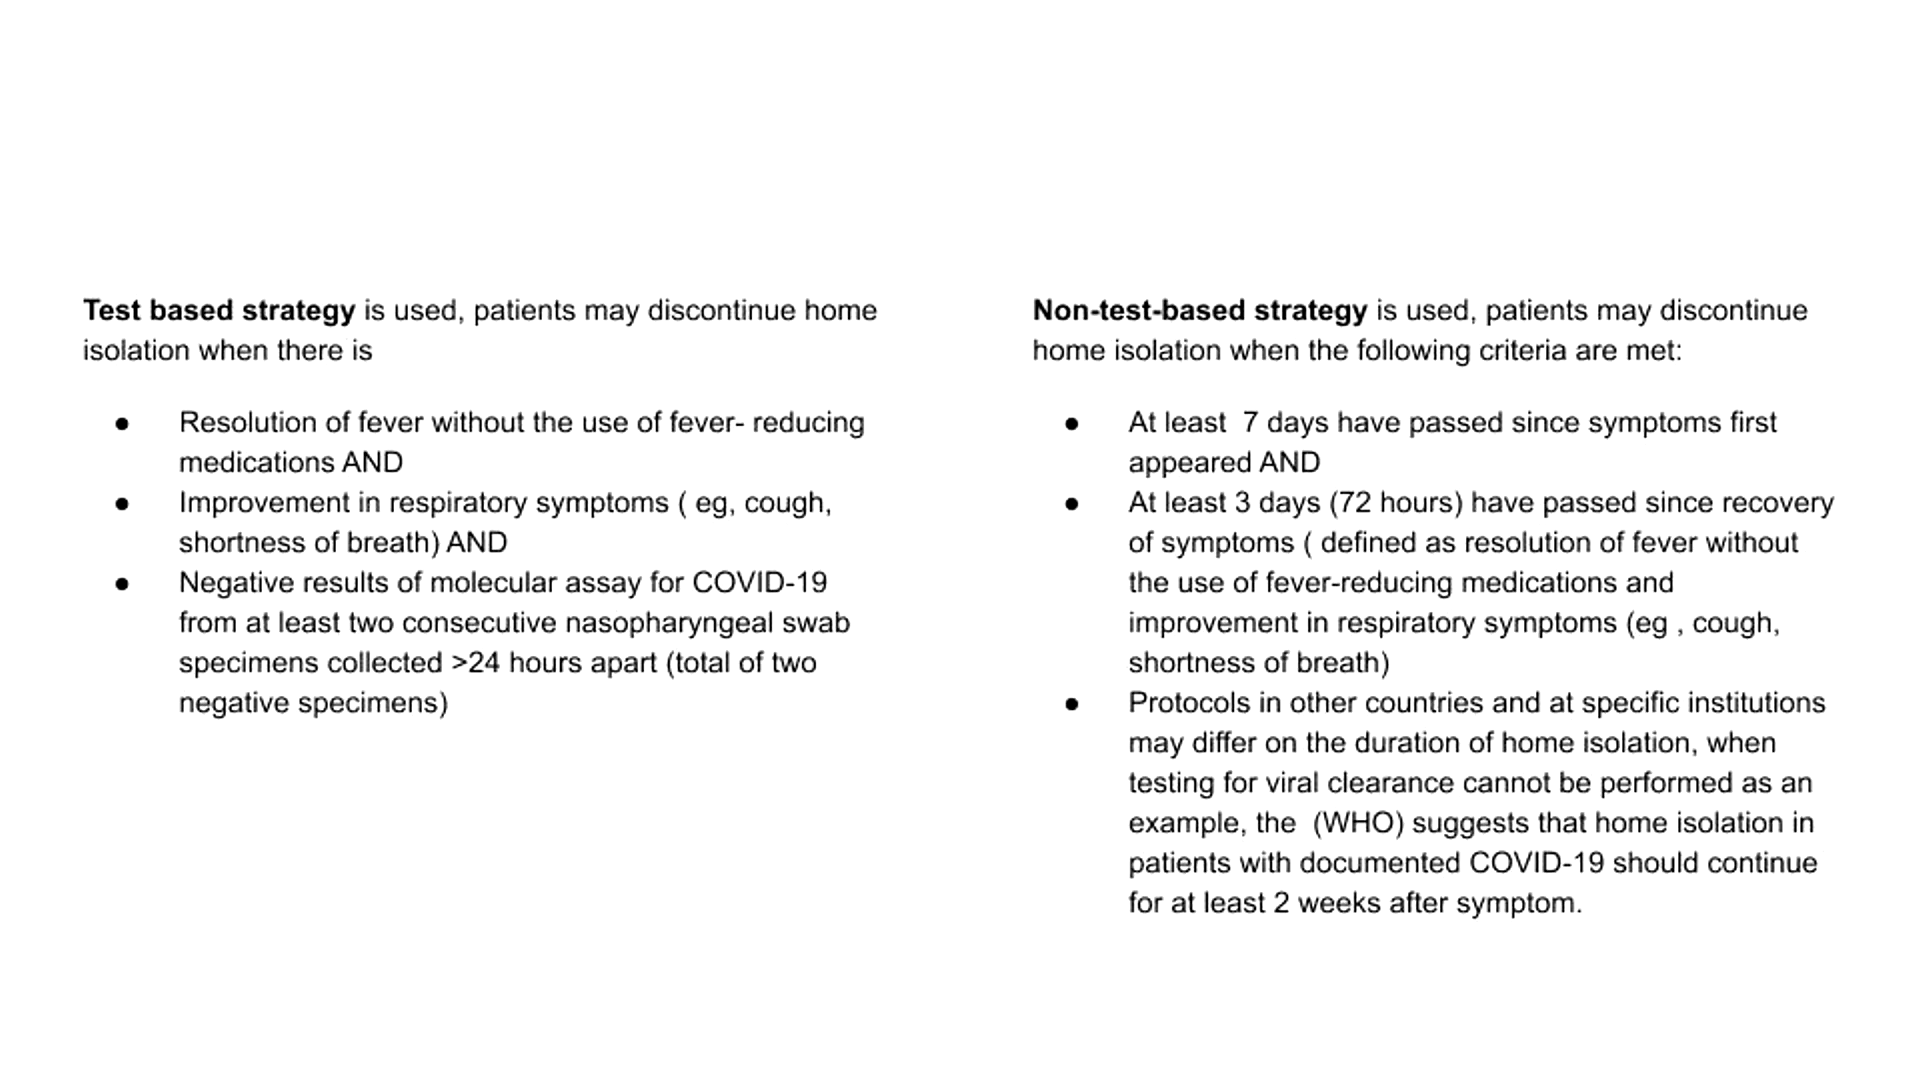 Test based strategy is used, patients may discontinue home
isolation when there is
● Resolution of fever without the use of fever- reducing
medications AND
● Improvement in respiratory symptoms ( eg, cough,
shortness of breath) AND
● Negative results of molecular assay for COVID-19
from at least two consecutive nasopharyngeal swab
specimens collected >24 hours apart (total of two
negative specimens)
Non-test-based strategy is used, patients may discontinue
home isolation when the following criteria are met:
● At least  7 days have passed since symptoms first
appeared AND
● At least 3 days (72 hours) have passed since recovery
of symptoms ( defined as resolution of fever without
the use of fever-reducing medications and
improvement in respiratory symptoms (eg , cough,
shortness of breath)
● Protocols in other countries and at specific institutions
may differ on the duration of home isolation, when
testing for viral clearance cannot be performed as an
example, the  (WHO) suggests that home isolation in
patients with documented COVID-19 should continue
for at least 2 weeks after symptom.